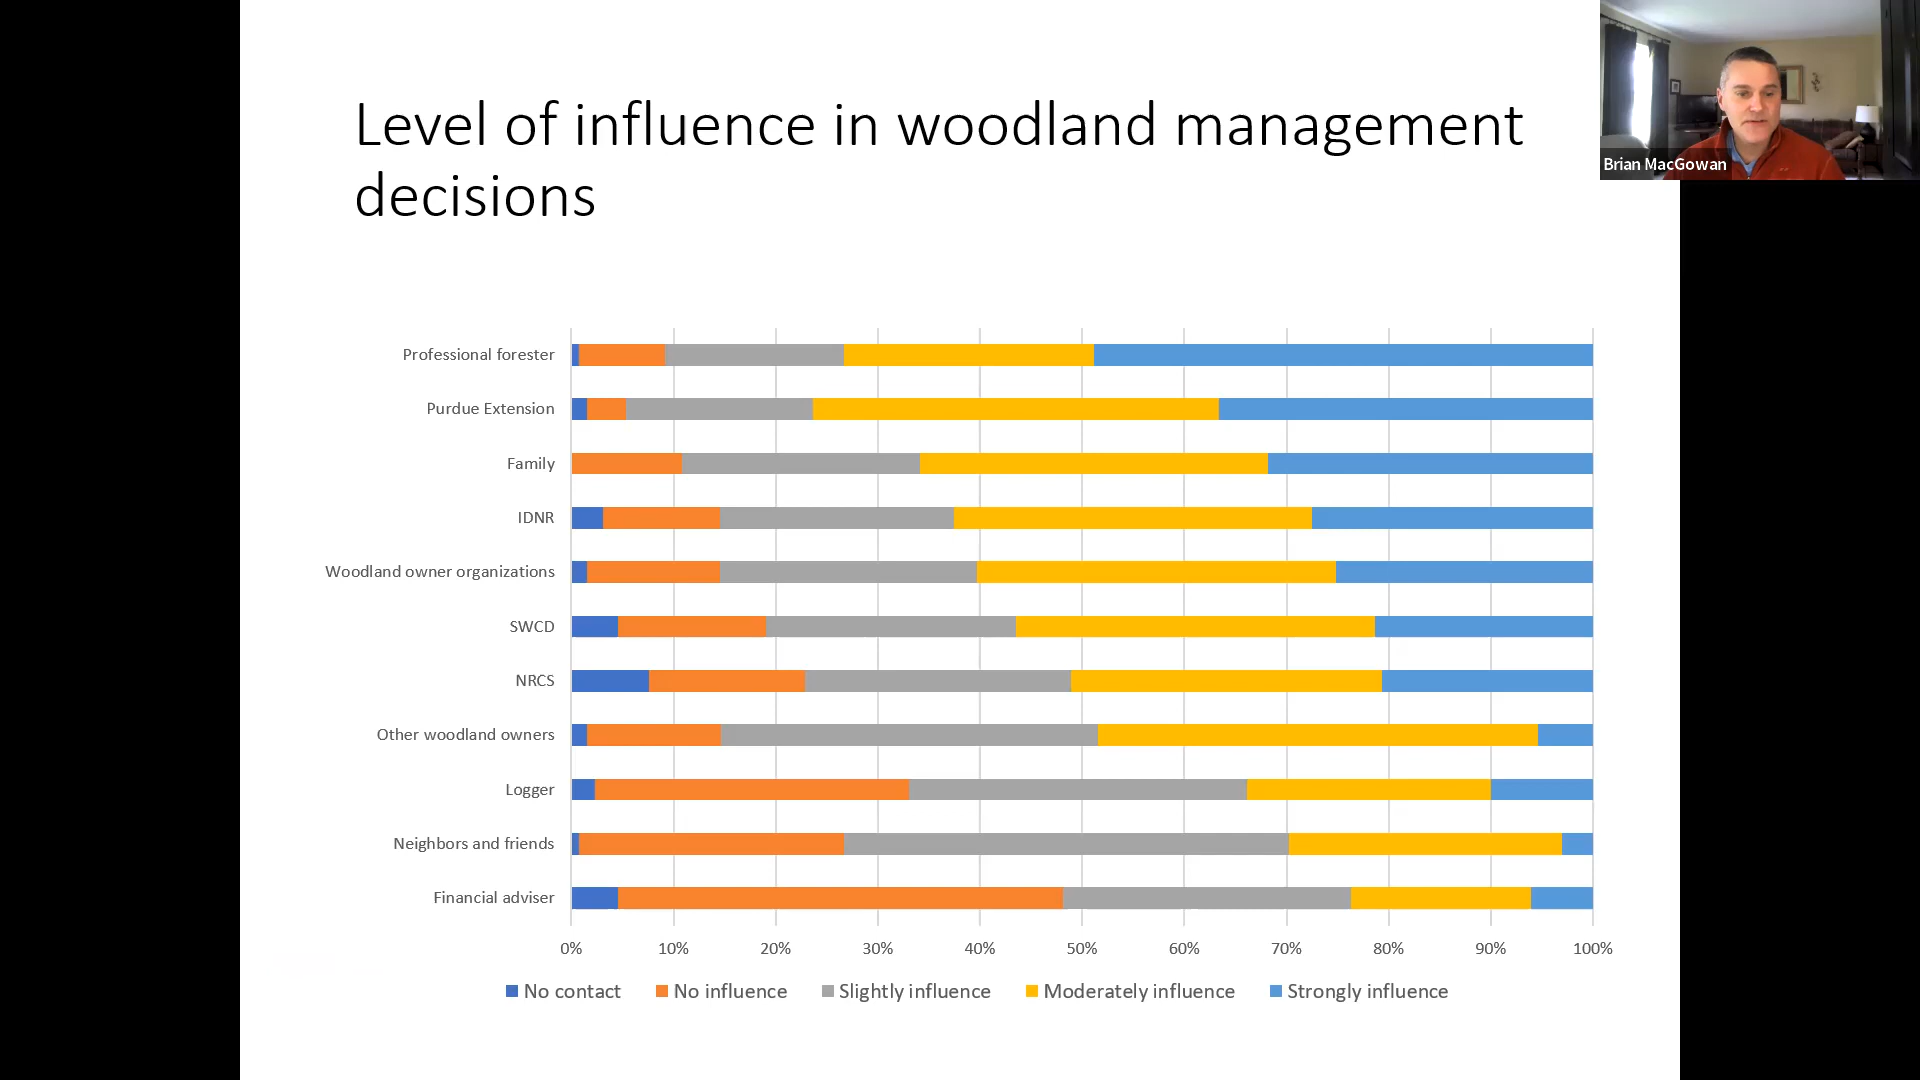 Level of influence in woodland management
decisions
Brian MacGowan
Professional forester
Purdue Extension
Family
IDNR
Woodland owner organizations
SWCD
NRCS
Other woodland owners
Logger
Neighbors and friends
Financial adviser
0% 10% 20% 30% 40% 50% 60% 70% 80% 90% 100%
No contact No influence Slightly influence Moderately influence Strongly influence